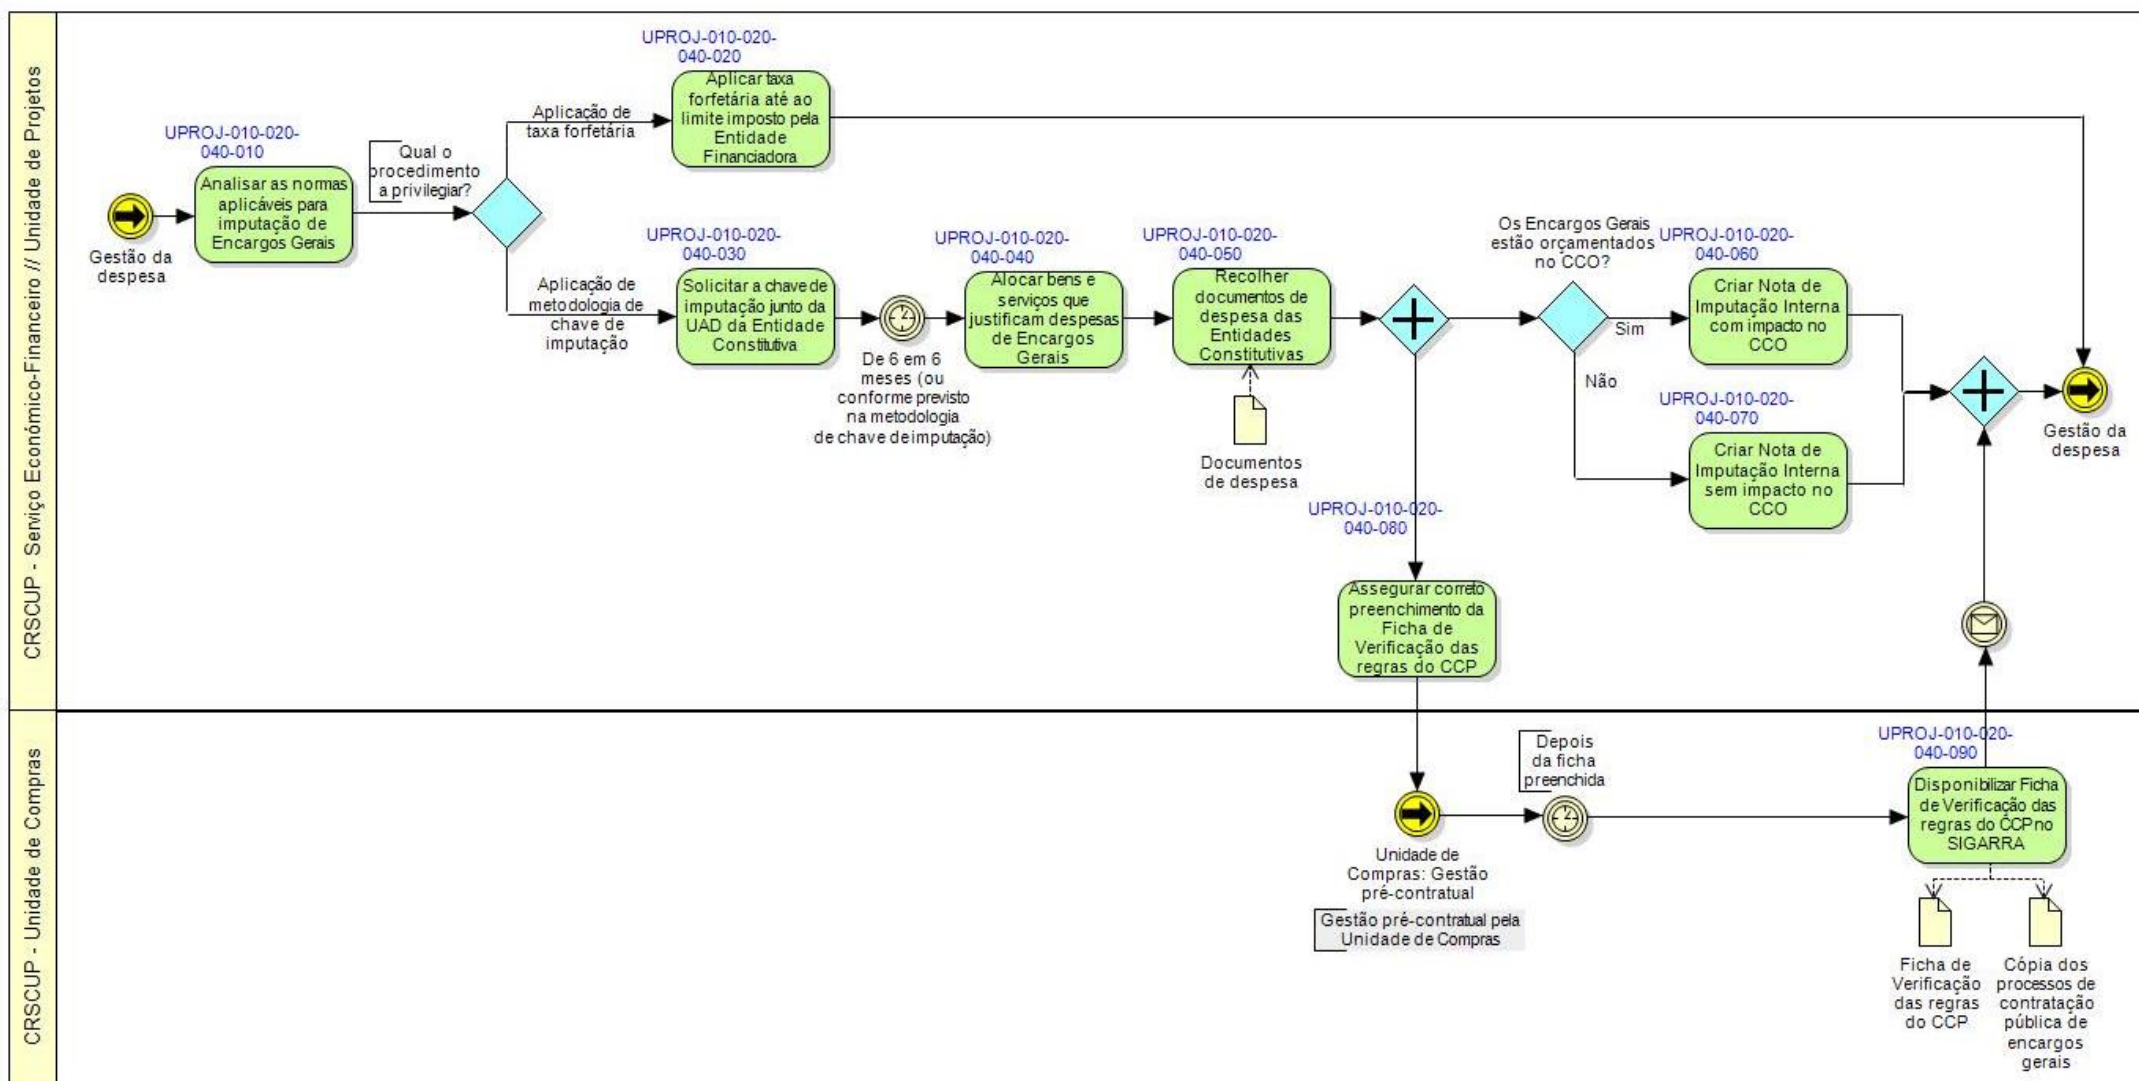 CRSCUP - Serviço Económico-Financeiro // Unidade de Projetos
Gestão da
despesa
UPROJ-010-020-
040-010
Analisar as normas
aplicáveis para
imputação de
Encargos Gerais
Qual o
procedimento
a privilegiar?
Aplicação de
taxa forfetária
UPROJ-010-020-
040-020
Aplicar taxa
forfetária até ao
limite imposto pela
Entidade
Financiadora
Aplicação de
metodologia de
chave de
imputação
UPROJ-010-020-
040-030
Solicitar a chave de
imputação junto da
UAD da Entidade
Constitutiva
De 6 em 6
meses (ou
conforme previsto
na metodologia
de chave de imputação)
UPROJ-010-020-
040-040
Alocar bens e
serviços que
justificam despesas
de Encargos
Gerais
UPROJ-010-020-
040-050
Recolher
documentos de
despesa das
Entidades
Constitutivas
Documentos
de despesa
Os Encargos Gerais
estão orçamentados
no CCO?
Sim
Não
UPROJ-010-020-
040-060
Criar Nota de
Imputação Interna
com impacto no
CCO
UPROJ-010-020-
040-070
Criar Nota de
Imputação Interna
sem impacto no
CCO
Gestão da
despesa
UPROJ-010-020-
040-080
Assegurar correto
preenchimento da
Ficha de
Verificação das
regras do CCP
CRSCUP - Unidade de Compras
Unidade de
Compras: Gestão
pré-contratual
Gestão pré-contratual pela
Unidade de Compras
Depois
da ficha
preenchida
UPROJ-010-020-
040-090
Disponibilizar Ficha
de Verificação das
regras do CCP no
SIGARRA
Ficha de
Verificação
das regras
do CCP
Cópia dos
processos de
contratação
pública de
encargos
gerais